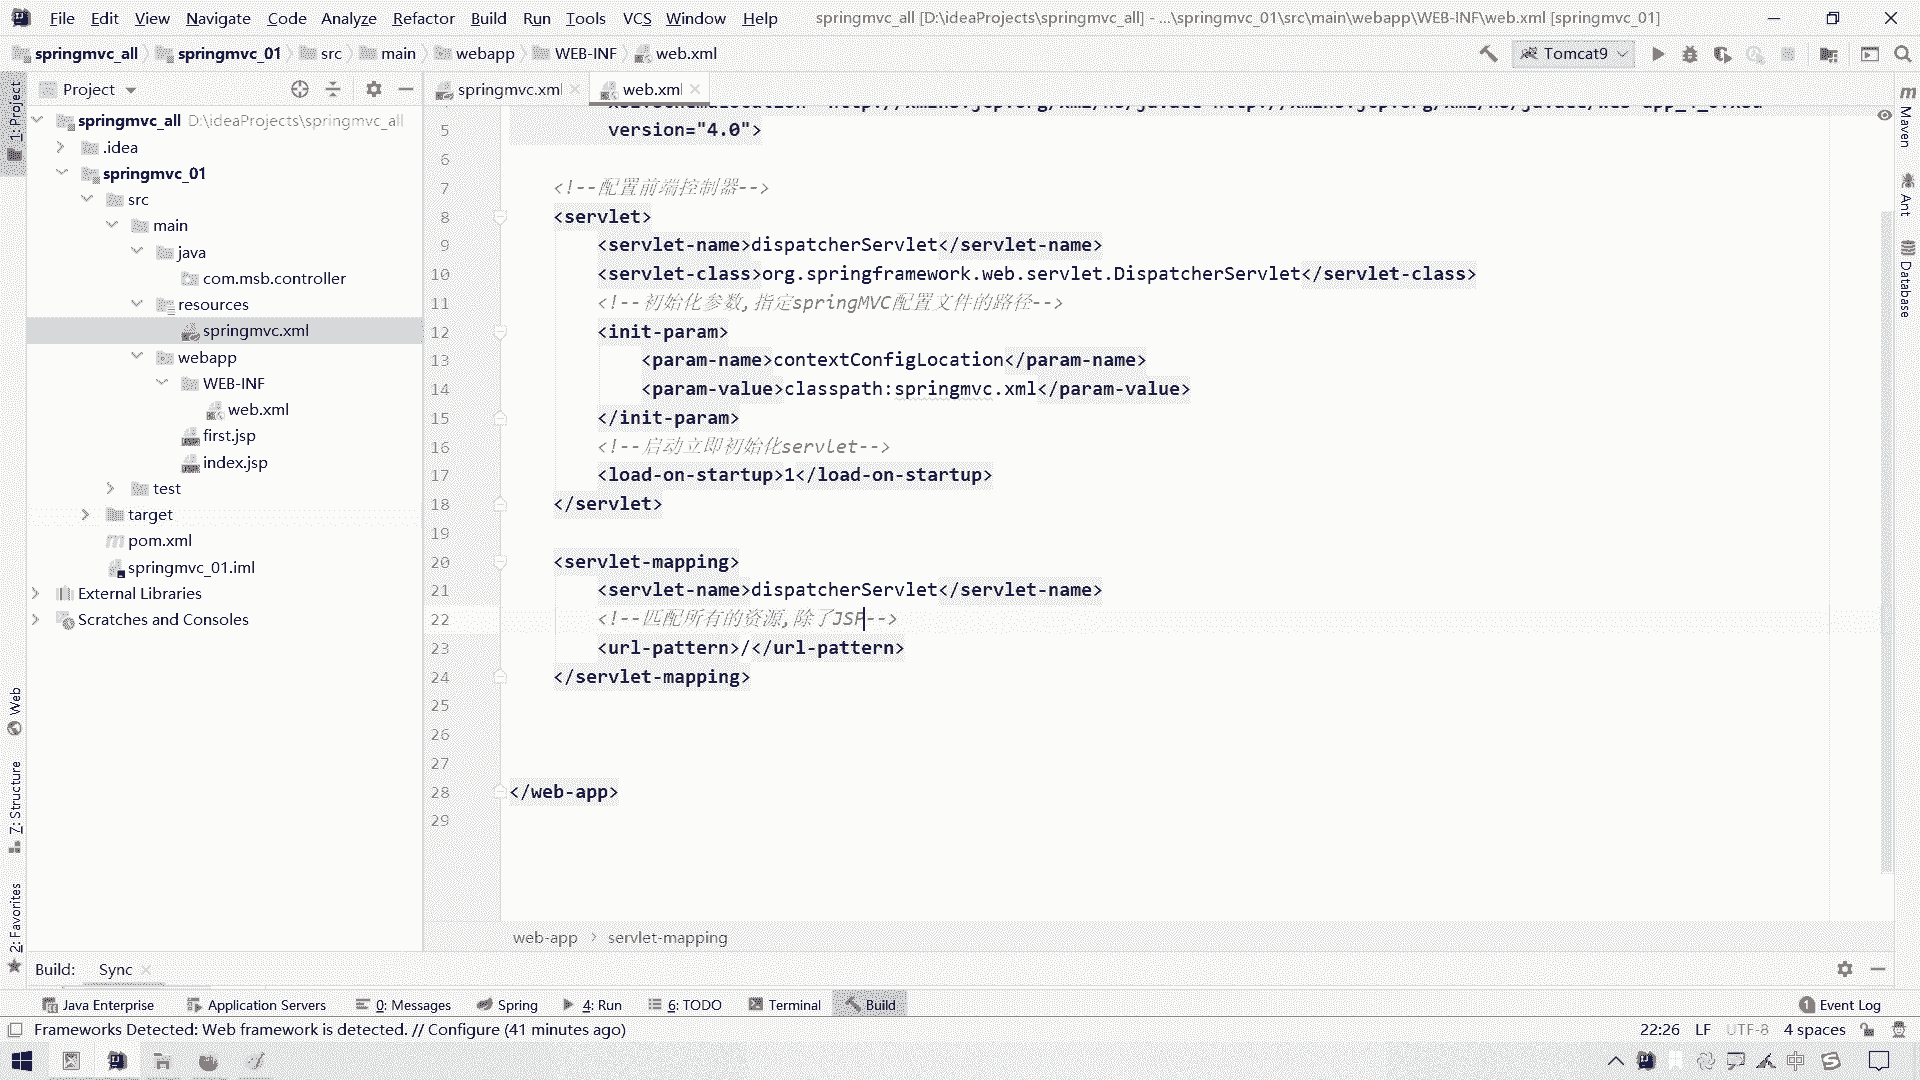 File Edit View Navigate Code Analyze Refactor Build Run Tools VCS Window Help springmvc_all [D:\ideaProjects\springmvc_all] - ...\springmvc_01\src\main\webapp\WEB-INF\web.xml [springmvc_01]
springmvc_all springmvc_01 src main webapp WEB-INF web.xml Tomcat9
Project springmvc.xml web.xml
1: Project
springmvc_all D:\ideaProjects\springmvc_all
.idea
springmvc_01
src
main
java
com.msb.controller
resources
springmvc.xml
webapp
WEB-INF
web.xml
first.jsp
index.jsp
test
target
pom.xml
springmvc_01.iml
External Libraries
Scratches and Consoles
5 version="4.0">
6
7 <!--配置前端控制器-->
8 <servlet>
9 <servlet-name>dispatcherServlet</servlet-name>
10 <servlet-class>org.springframework.web.servlet.DispatcherServlet</servlet-class>
11 <!--初始化参数,指定springMVC配置文件的路径-->
12 <init-param>
13 <param-name>contextConfigLocation</param-name>
14 <param-value>classpath:springmvc.xml</param-value>
15 </init-param>
16 <!--启动立即初始化servlet-->
17 <load-on-startup>1</load-on-startup>
18 </servlet>
19
20 <servlet-mapping>
21 <servlet-name>dispatcherServlet</servlet-name>
22 <!--匹配所有的资源,除了JSP-->
23 <url-pattern>/</url-pattern>
24 </servlet-mapping>
25
26
27
28 </web-app>
29
web-app servlet-mapping
Maven
Ant
Database
Web
7: Structure
2: Favorites
Build: Sync
Java Enterprise Application Servers 0: Messages Spring 4: Run 6: TODO Terminal Build 1 Event Log
Frameworks Detected: Web framework is detected. // Configure (41 minutes ago) 22:26 LF UTF-8 4 spaces
中